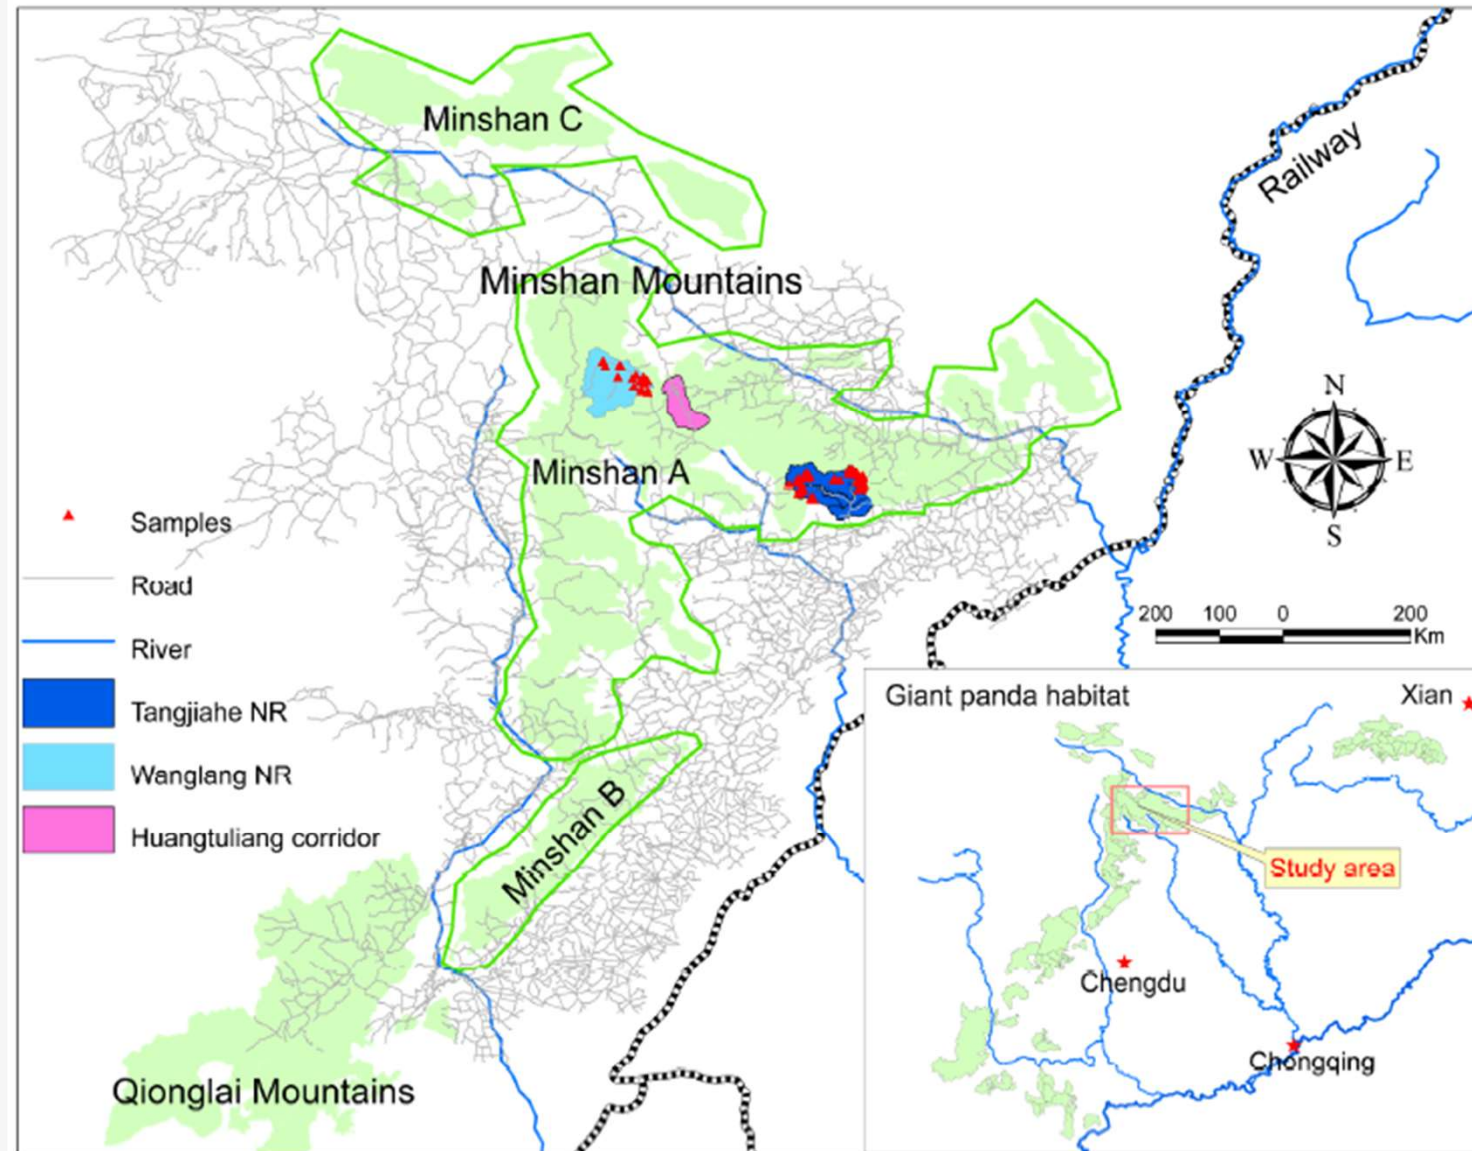 Minshan C
Railway
Minshan Mountains
N
W
E
S
Minshan A
Samples
Road
River
Tangjiahe NR
Wanglang NR
Huangtuliang corridor
200 100 0 200
Km
Minshan B
Qionglai Mountains
Giant panda habitat
Xian
Study area
Chengdu
Chongqing